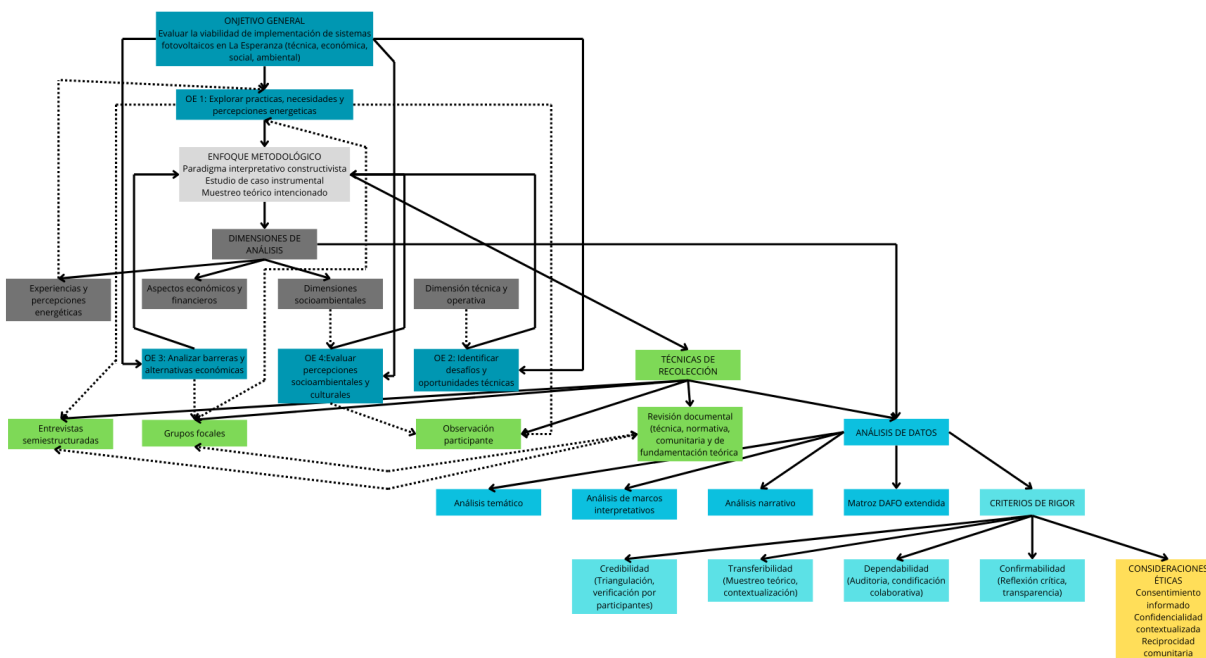 ONJETIVO GENERAL
Evaluar la viabilidad de implementación de sistemas
fotovoltaicos en La Esperanza (técnica, económica,
social, ambiental)
OE 1: Explorar practicas, necesidades y
percepciones energeticas
ENFOQUE METODOLÓGICO
Paradigma interpretativo constructivista
Estudio de caso instrumental
Muestreo teórico intencionado
DIMENSIONES DE
ANÁLISIS
Experiencias y
percepciones
energéticas
Aspectos económicos y
financieros
Dimensiones
socioambientales
Dimensión técnica y
operativa
OE 3: Analizar barreras y
alternativas económicas
OE 4:Evaluar
percepciones
socioambientales y
culturales
OE 2: Identificar
desafíos y
oportunidades técnicas
TÉCNICAS DE
RECOLECCIÓN
Entrevistas
semiestructuradas
Grupos focales
Observación
participante
Revisión documental
(técnica, normativa,
comunitaria y de
fundamentación teórica
ANÁLISIS DE DATOS
Análisis temático
Análisis de marcos
interpretativos
Análisis narrativo
Matroz DAFO extendida
CRITERIOS DE RIGOR
Credibilidad
(Triangulación,
verificación por
participantes)
Transferibilidad
(Muestreo teórico,
contextualización)
Dependabilidad
(Auditoría, condificación
colaborativa)
Confirmabilidad
(Reflexión crítica,
transparencia)
CONSIDERACIONES
ÉTICAS
Consentimiento
informado
Confidencialidad
contextualizada
Reciprocidad
comunitaria